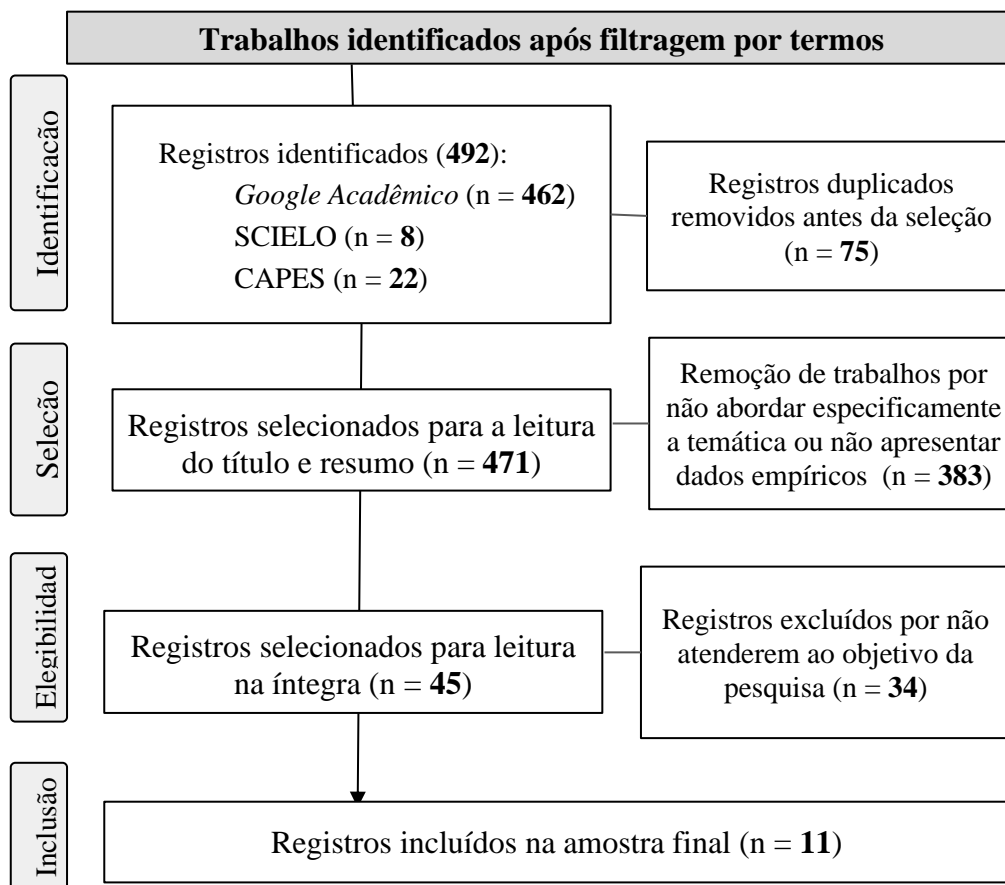 Trabalhos identificados após filtragem por termos
Identificacão
Registros identificados (492):
Google Acadêmico (n = 462)
SCIELO (n = 8)
CAPES (n = 22)
Registros duplicados
removidos antes da seleção
(n = 75)
Selecão
Registros selecionados para a leitura
do título e resumo (n = 471)
Remoção de trabalhos por
não abordar especificamente
a temática ou não apresentar
dados empíricos (n = 383)
Elegibilidad
Registros selecionados para leitura
na íntegra (n = 45)
Registros excluídos por não
atenderem ao objetivo da
pesquisa (n = 34)
Inclusão
Registros incluídos na amostra final (n = 11)